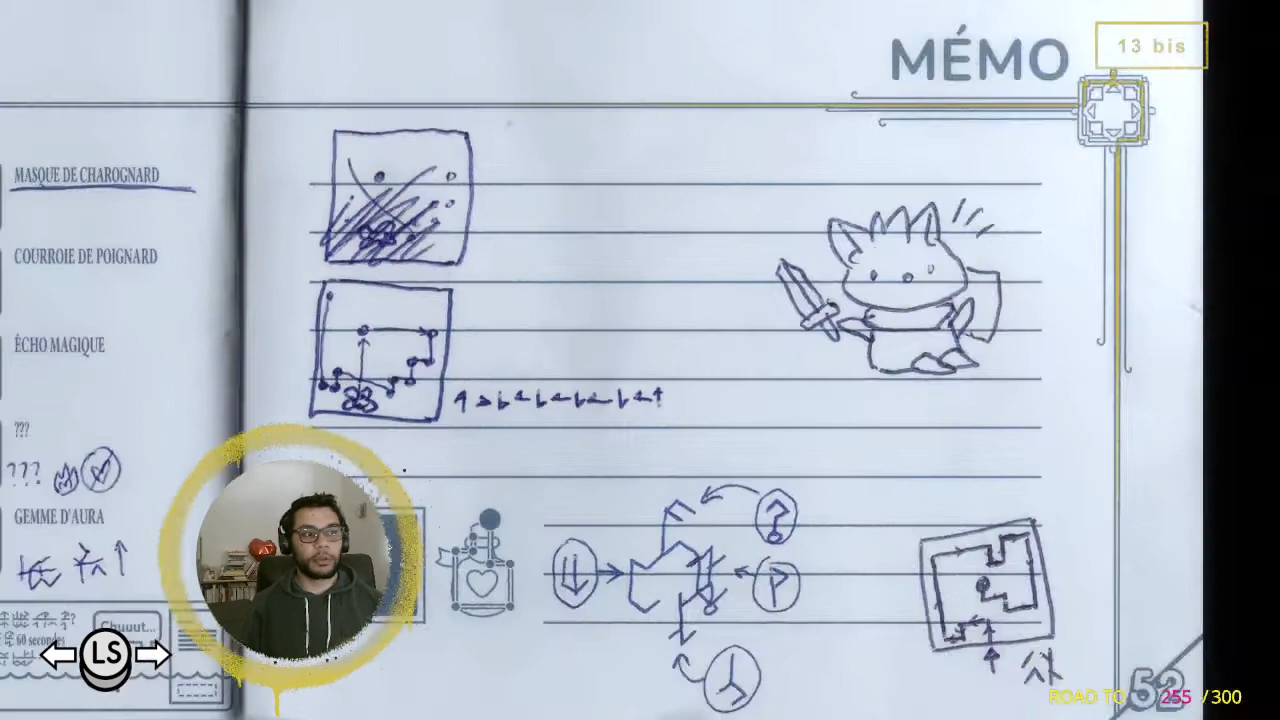 MÉMO
13 bis
MASQUE DE CHAROGNARD
COURROIE DE POIGNARD
ÉCHO MAGIQUE
???
???
GEMME D'AURA
?
P
?
60 secondes
Chuuut...
LS
52
ROAD TO 255 / 300